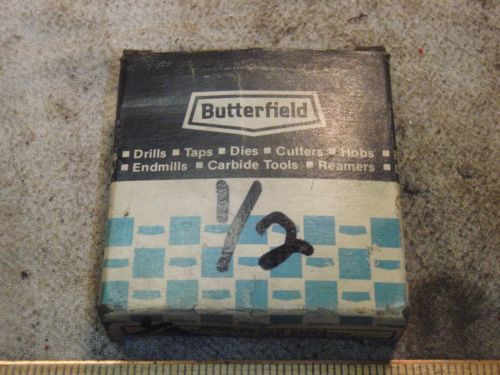 Butterfield
■ Drills ■ Taps ■ Dies ■ Cutters ■ Hobs ■
■ Endmills ■ Carbide Tools ■ Reamers ■
1/2